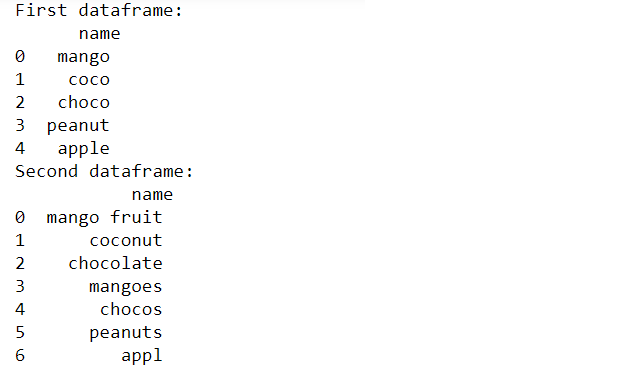 First dataframe:
name
0 mango
1 coco
2 choco
3 peanut
4 apple
Second dataframe:
name
0 mango fruit
1 coconut
2 chocolate
3 mangoes
4 chocos
5 peanuts
6 appl